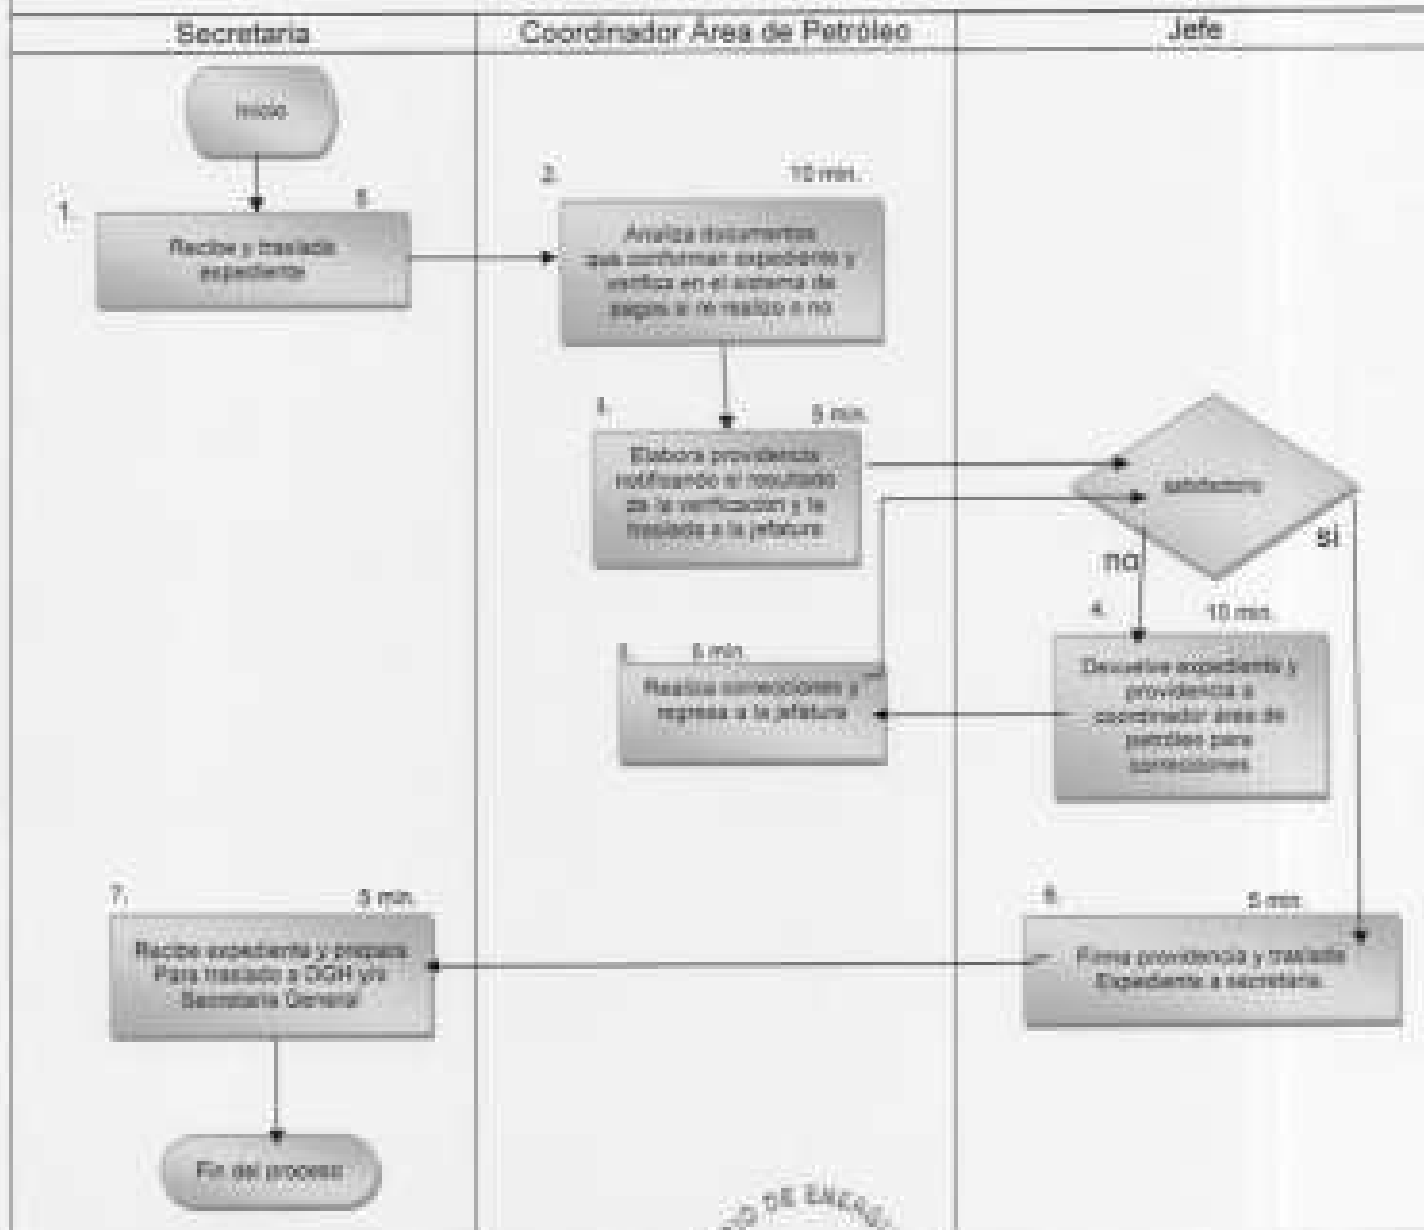 Secretaria
Coordinador Área de Petróleo
Jefe
Inicio
1.
5
Recibe y traslada
expediente
2.
10 min.
Analiza documentos
que conforman expediente y
verifica en el sistema de
pagos si se realizo o no
5 min.
Elabora providencia
notificando el resultado
de la verificación y la
traslada a la jefatura
satisfactorio
no
si
4.
10 min.
Devuelve expediente y
providencia a
coordinador área de
petróleo para
correcciones
5 min.
Realiza correcciones y
regresa a la jefatura
6.
5 min.
Firma providencia y traslada
Expediente a secretaria.
7.
5 min.
Recibe expediente y prepara
Para traslado a DGH y/o
Secretaria General
Fin del proceso
DE ENERG